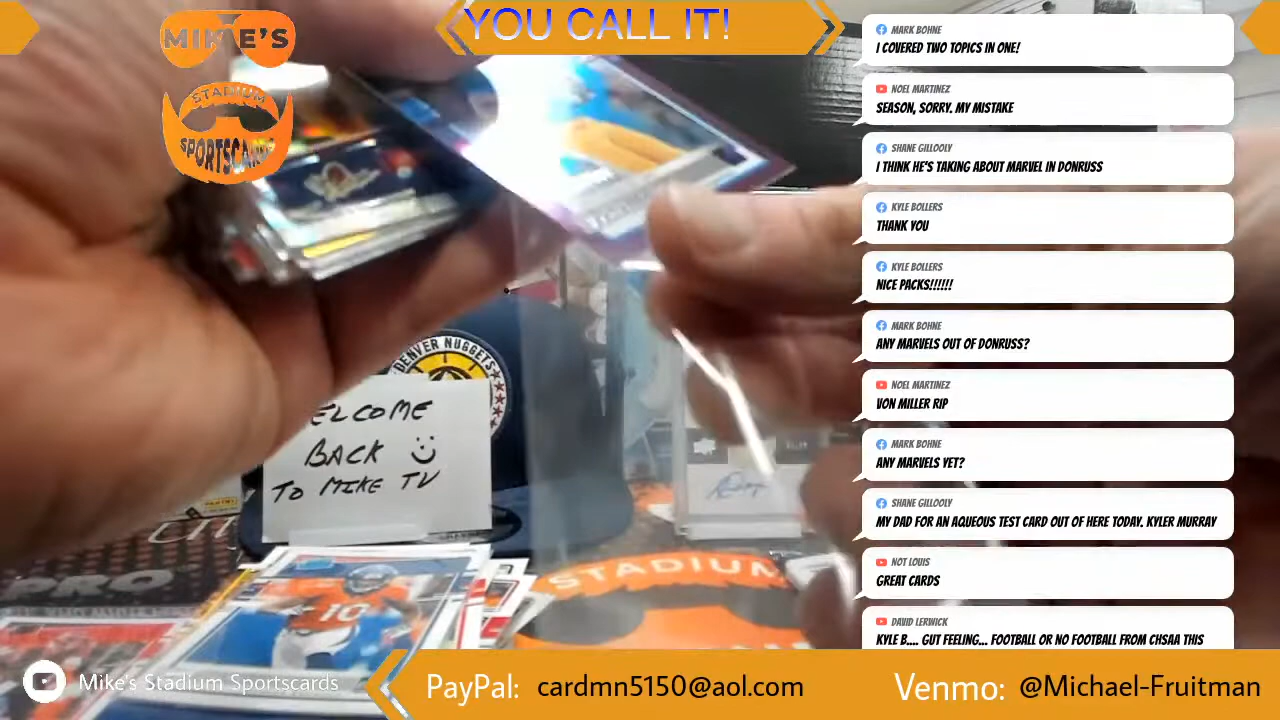 YOU CALL IT!
MIKE'S
STADIUM
SPORTSCARDS
DENVER NUGGETS
WELCOME
BACK
TO MIKE TV
PRO
STADIUM
10
MARK BOHNE
I COVERED TWO TOPICS IN ONE!
NOEL MARTINEZ
SEASON, SORRY. MY MISTAKE
SHANE GILLOOLY
I THINK HE'S TAKING ABOUT MARVEL IN DONRUSS
KYLE BOLLERS
THANK YOU
KYLE BOLLERS
NICE PACKS!!!!!!
MARK BOHNE
ANY MARVELS OUT OF DONRUSS?
NOEL MARTINEZ
VON MILLER RIP
MARK BOHNE
ANY MARVELS YET?
SHANE GILLOOLY
MY DAD FOR AN AQUEOUS TEST CARD OUT OF HERE TODAY. KYLER MURRAY
NOT LOUIS
GREAT CARDS
DAVID LERWICK
KYLE B.... GUT FEELING... FOOTBALL OR NO FOOTBALL FROM CHSAA THIS
Mike's Stadium Sportscards
PayPal: cardmn5150@aol.com
Venmo: @Michael-Fruitman